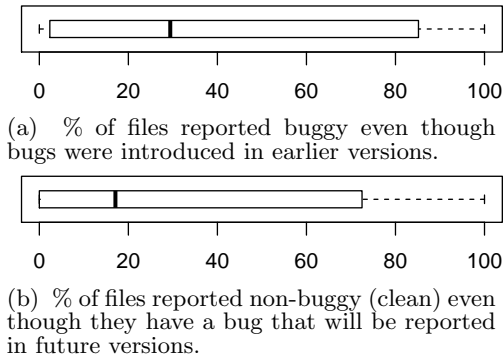 0 20 40 60 80 100
(a) % of files reported buggy even though
bugs were introduced in earlier versions.
0 20 40 60 80 100
(b) % of files reported non-buggy (clean) even
though they have a bug that will be reported
in future versions.